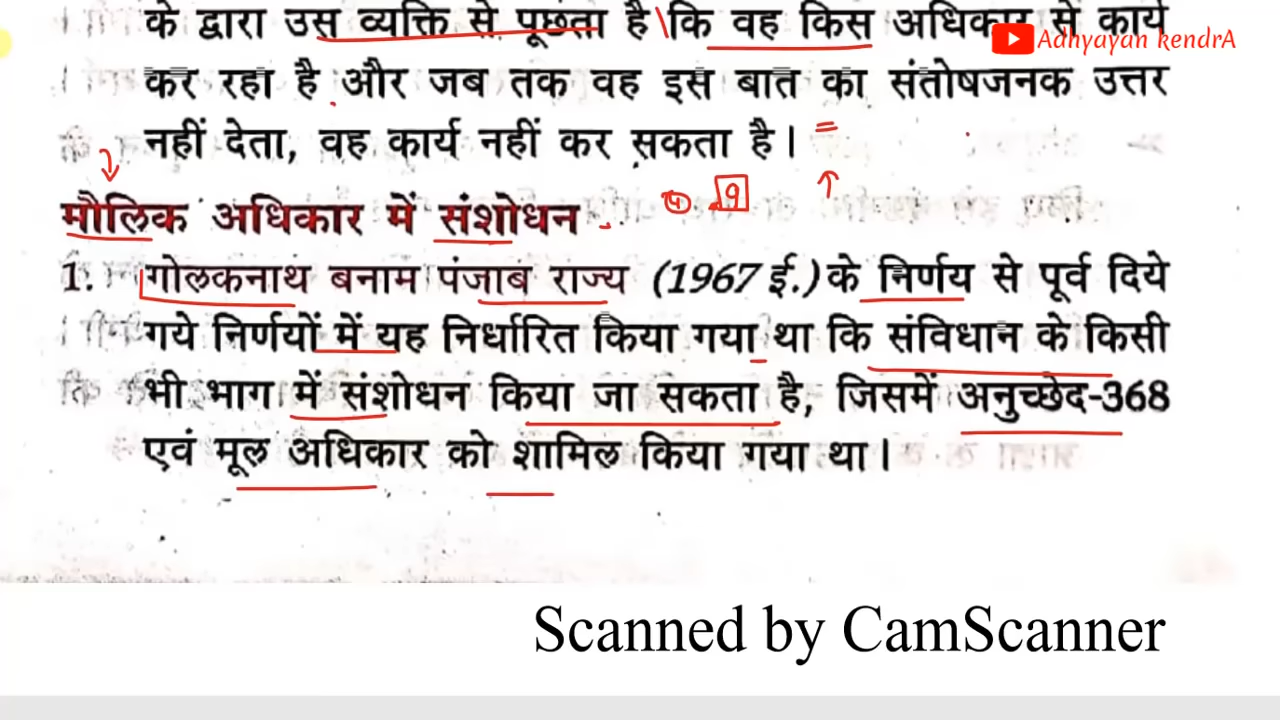 के द्वारा उस व्यक्ति से पूछता है कि वह किस अधिकार से कार्य
Adhyayan kendrA
कर रहा है और जब तक वह इस बात का संतोषजनक उत्तर
नहीं देता, वह कार्य नहीं कर सकता है।
मौलिक अधिकार में संशोधन
1. गोलकनाथ बनाम पंजाब राज्य (1967 ई.) के निर्णय से पूर्व दिये
गये निर्णयों में यह निर्धारित किया गया था कि संविधान के किसी
भी भाग में संशोधन किया जा सकता है, जिसमें अनुच्छेद-368
एवं मूल अधिकार को शामिल किया गया था।
Scanned by CamScanner